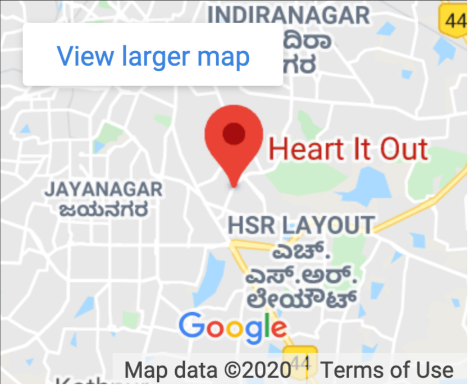 INDIRANAGAR
44
ದಿರಾ
View larger map
ಗರ
Heart It Out
JAYANAGAR
ಜಯನಗರ
HSR LAYOUT
ಎಚ್.
ಎಸ್.ಆರ್.
ಲೇಯೌಟ್
Google
44
Map data ©2020
Terms of Use